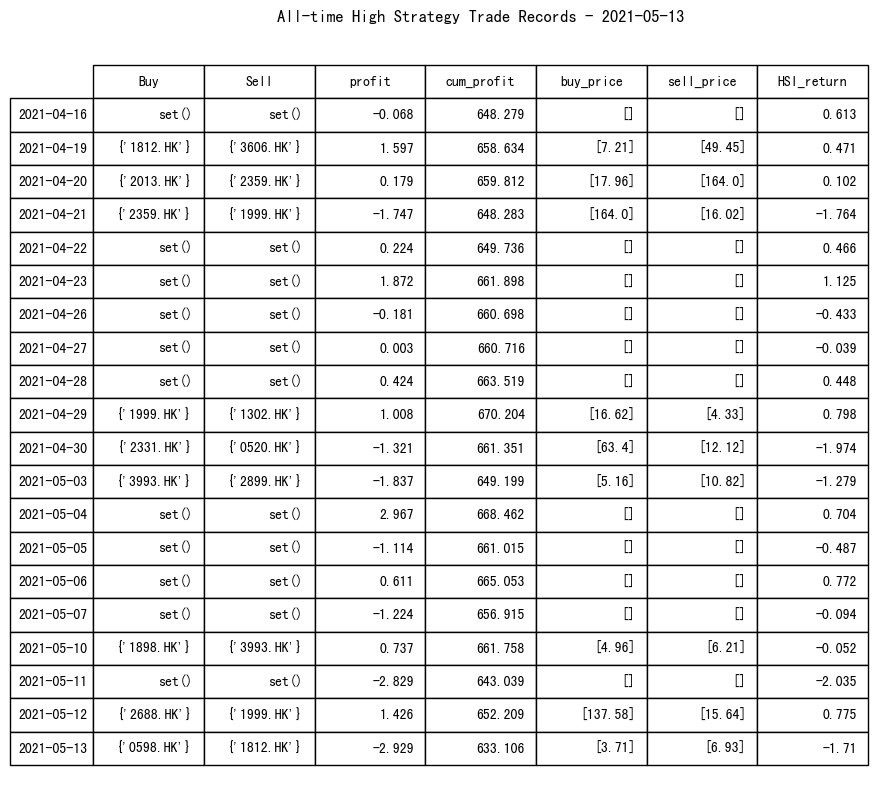 All-time High Strategy Trade Records - 2021-05-13
Buy Sell profit cum_profit buy_price sell_price HSI_return
2021-04-16 set() set() -0.068 648.279 [] [] 0.613
2021-04-19 {'1812.HK'} {'3606.HK'} 1.597 658.634 [7.21] [49.45] 0.471
2021-04-20 {'2013.HK'} {'2359.HK'} 0.179 659.812 [17.96] [164.0] 0.102
2021-04-21 {'2359.HK'} {'1999.HK'} -1.747 648.283 [164.0] [16.02] -1.764
2021-04-22 set() set() 0.224 649.736 [] [] 0.466
2021-04-23 set() set() 1.872 661.898 [] [] 1.125
2021-04-26 set() set() -0.181 660.698 [] [] -0.433
2021-04-27 set() set() 0.003 660.716 [] [] -0.039
2021-04-28 set() set() 0.424 663.519 [] [] 0.448
2021-04-29 {'1999.HK'} {'1302.HK'} 1.008 670.204 [16.62] [4.33] 0.798
2021-04-30 {'2331.HK'} {'0520.HK'} -1.321 661.351 [63.4] [12.12] -1.974
2021-05-03 {'3993.HK'} {'2899.HK'} -1.837 649.199 [5.16] [10.82] -1.279
2021-05-04 set() set() 2.967 668.462 [] [] 0.704
2021-05-05 set() set() -1.114 661.015 [] [] -0.487
2021-05-06 set() set() 0.611 665.053 [] [] 0.772
2021-05-07 set() set() -1.224 656.915 [] [] -0.094
2021-05-10 {'1898.HK'} {'3993.HK'} 0.737 661.758 [4.96] [6.21] -0.052
2021-05-11 set() set() -2.829 643.039 [] [] -2.035
2021-05-12 {'2688.HK'} {'1999.HK'} 1.426 652.209 [137.58] [15.64] 0.775
2021-05-13 {'0598.HK'} {'1812.HK'} -2.929 633.106 [3.71] [6.93] -1.71